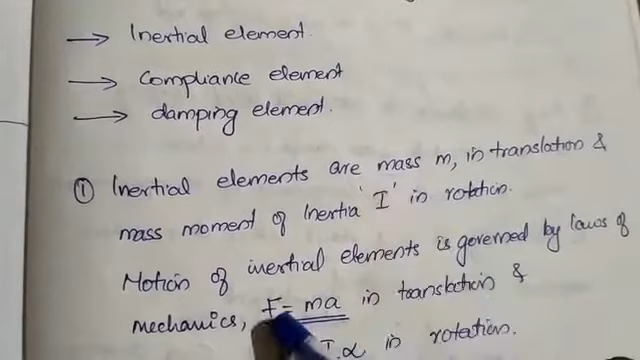 → Inertial element.
→ Compliance element
→ damping element.
① Inertial elements are mass m, in translation &
mass moment of Inertia 'I' in rotation.
Motion of inertial elements is governed by laws of
mechanics, F = ma in translation &
I.α in rotation.